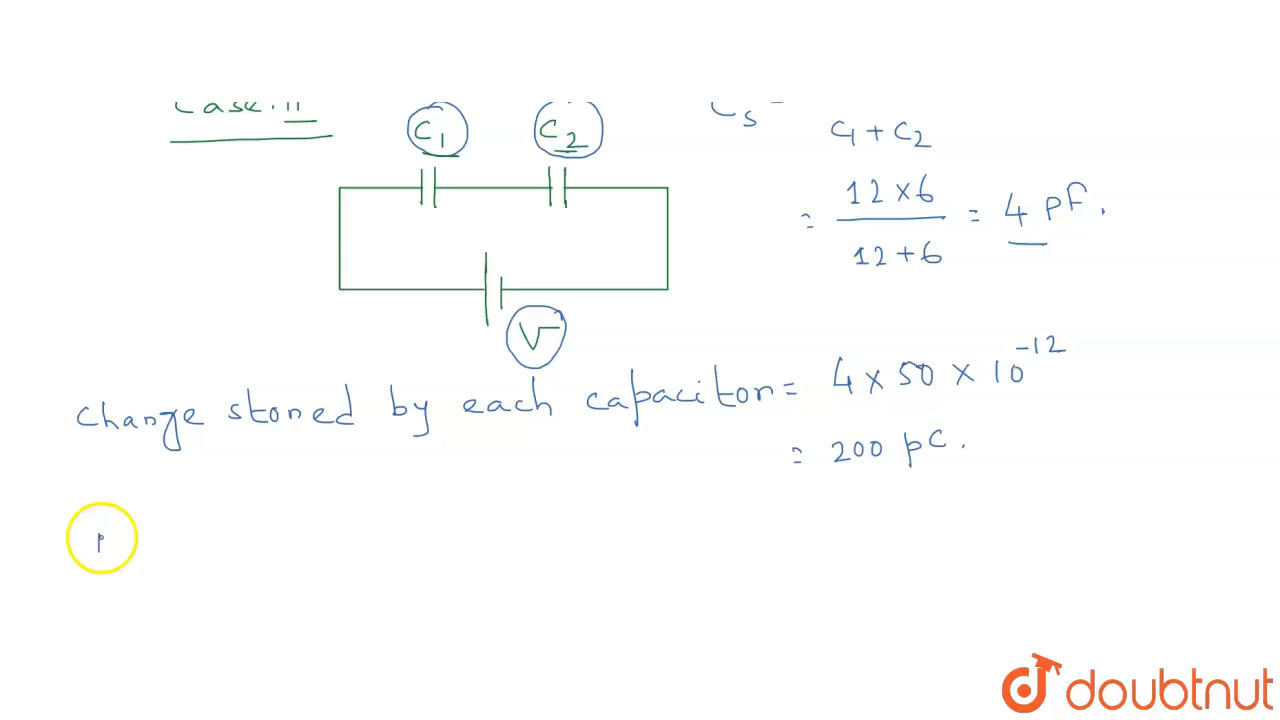 Case. II
C1
C2
Cs =
C1 + C2
= 12 × 6 / 12 + 6 = 4 pF.
V
Charge stored by each capacitor = 4 × 50 × 10^-12
= 200 pC.
P
doubtnut